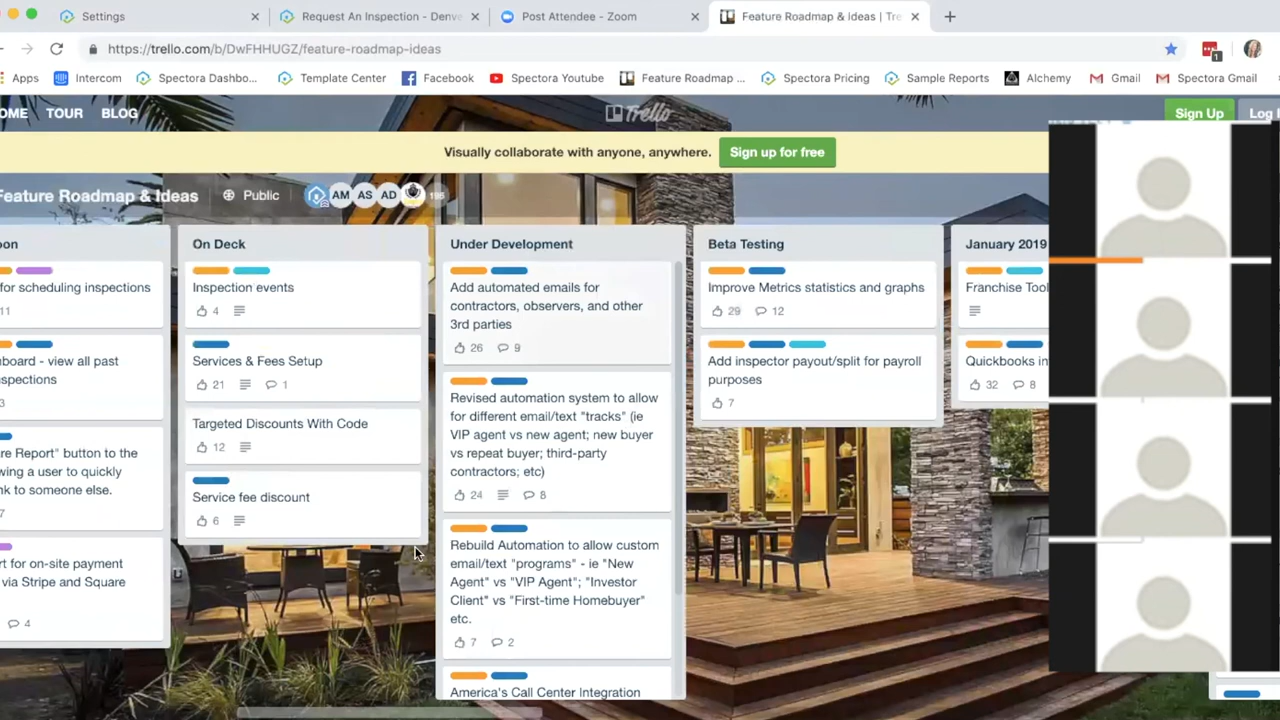 Settings
Request An Inspection - Denve
Post Attendee - Zoom
Feature Roadmap & Ideas | Tre
https://trello.com/b/DwFHHUGZ/feature-roadmap-ideas
1
Apps
Intercom
Spectora Dashbo...
Template Center
Facebook
Spectora Youtube
Feature Roadmap ...
Spectora Pricing
Sample Reports
Alchemy
Gmail
Spectora Gmail
OME
TOUR
BLOG
Trello
Sign Up
Log I
Visually collaborate with anyone, anywhere.
Sign up for free
Feature Roadmap & Ideas
Public
AM
AS
AD
195
oon
for scheduling inspections
11
board - view all past
spections
3
re Report" button to the
wing a user to quickly
nk to someone else.
7
rt for on-site payment
via Stripe and Square
4
On Deck
Inspection events
4
Services & Fees Setup
21
1
Targeted Discounts With Code
12
Service fee discount
6
Under Development
Add automated emails for
contractors, observers, and other
3rd parties
26
9
Revised automation system to allow
for different email/text "tracks" (ie
VIP agent vs new agent; new buyer
vs repeat buyer; third-party
contractors; etc)
24
8
Rebuild Automation to allow custom
email/text "programs" - ie "New
Agent" vs "VIP Agent"; "Investor
Client" vs "First-time Homebuyer"
etc.
7
2
America's Call Center Integration
Beta Testing
Improve Metrics statistics and graphs
29
12
Add inspector payout/split for payroll
purposes
7
January 2019
Franchise Tool
Quickbooks in
32
8